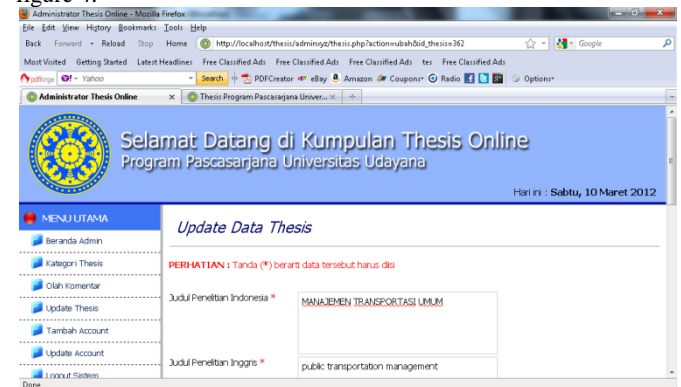 figure 4.
Administrator Thesis Online - Mozilla Firefox
File Edit View History Bookmarks Tools Help
Back Forward Reload Stop Home http://localhost/thesis/adminxyz/thesis.php?action=ubah&id_thesis=362 Google
Most Visited Getting Started Latest Headlines Free Classified Ads Free Classified Ads Free Classified Ads tes Free Classified Ads
pdfforge Yahoo Search PDFCreator eBay Amazon Coupons Radio Options
Administrator Thesis Online Thesis Program Pascasarjana Univer...
Selamat Datang di Kumpulan Thesis Online
Program Pascasarjana Universitas Udayana
Hari ini : Sabtu, 10 Maret 2012
MENU UTAMA
Update Data Thesis
Beranda Admin
Kategori Thesis
PERHATIAN : Tanda (*) berarti data tersebut harus diisi
Olah Komentar
Judul Penelitian Indonesia *
MANAJEMEN TRANSPORTASI UMUM
Update Thesis
Tambah Account
Update Account
Judul Penelitian Inggris *
public transportation management
Logout Sistem
Done